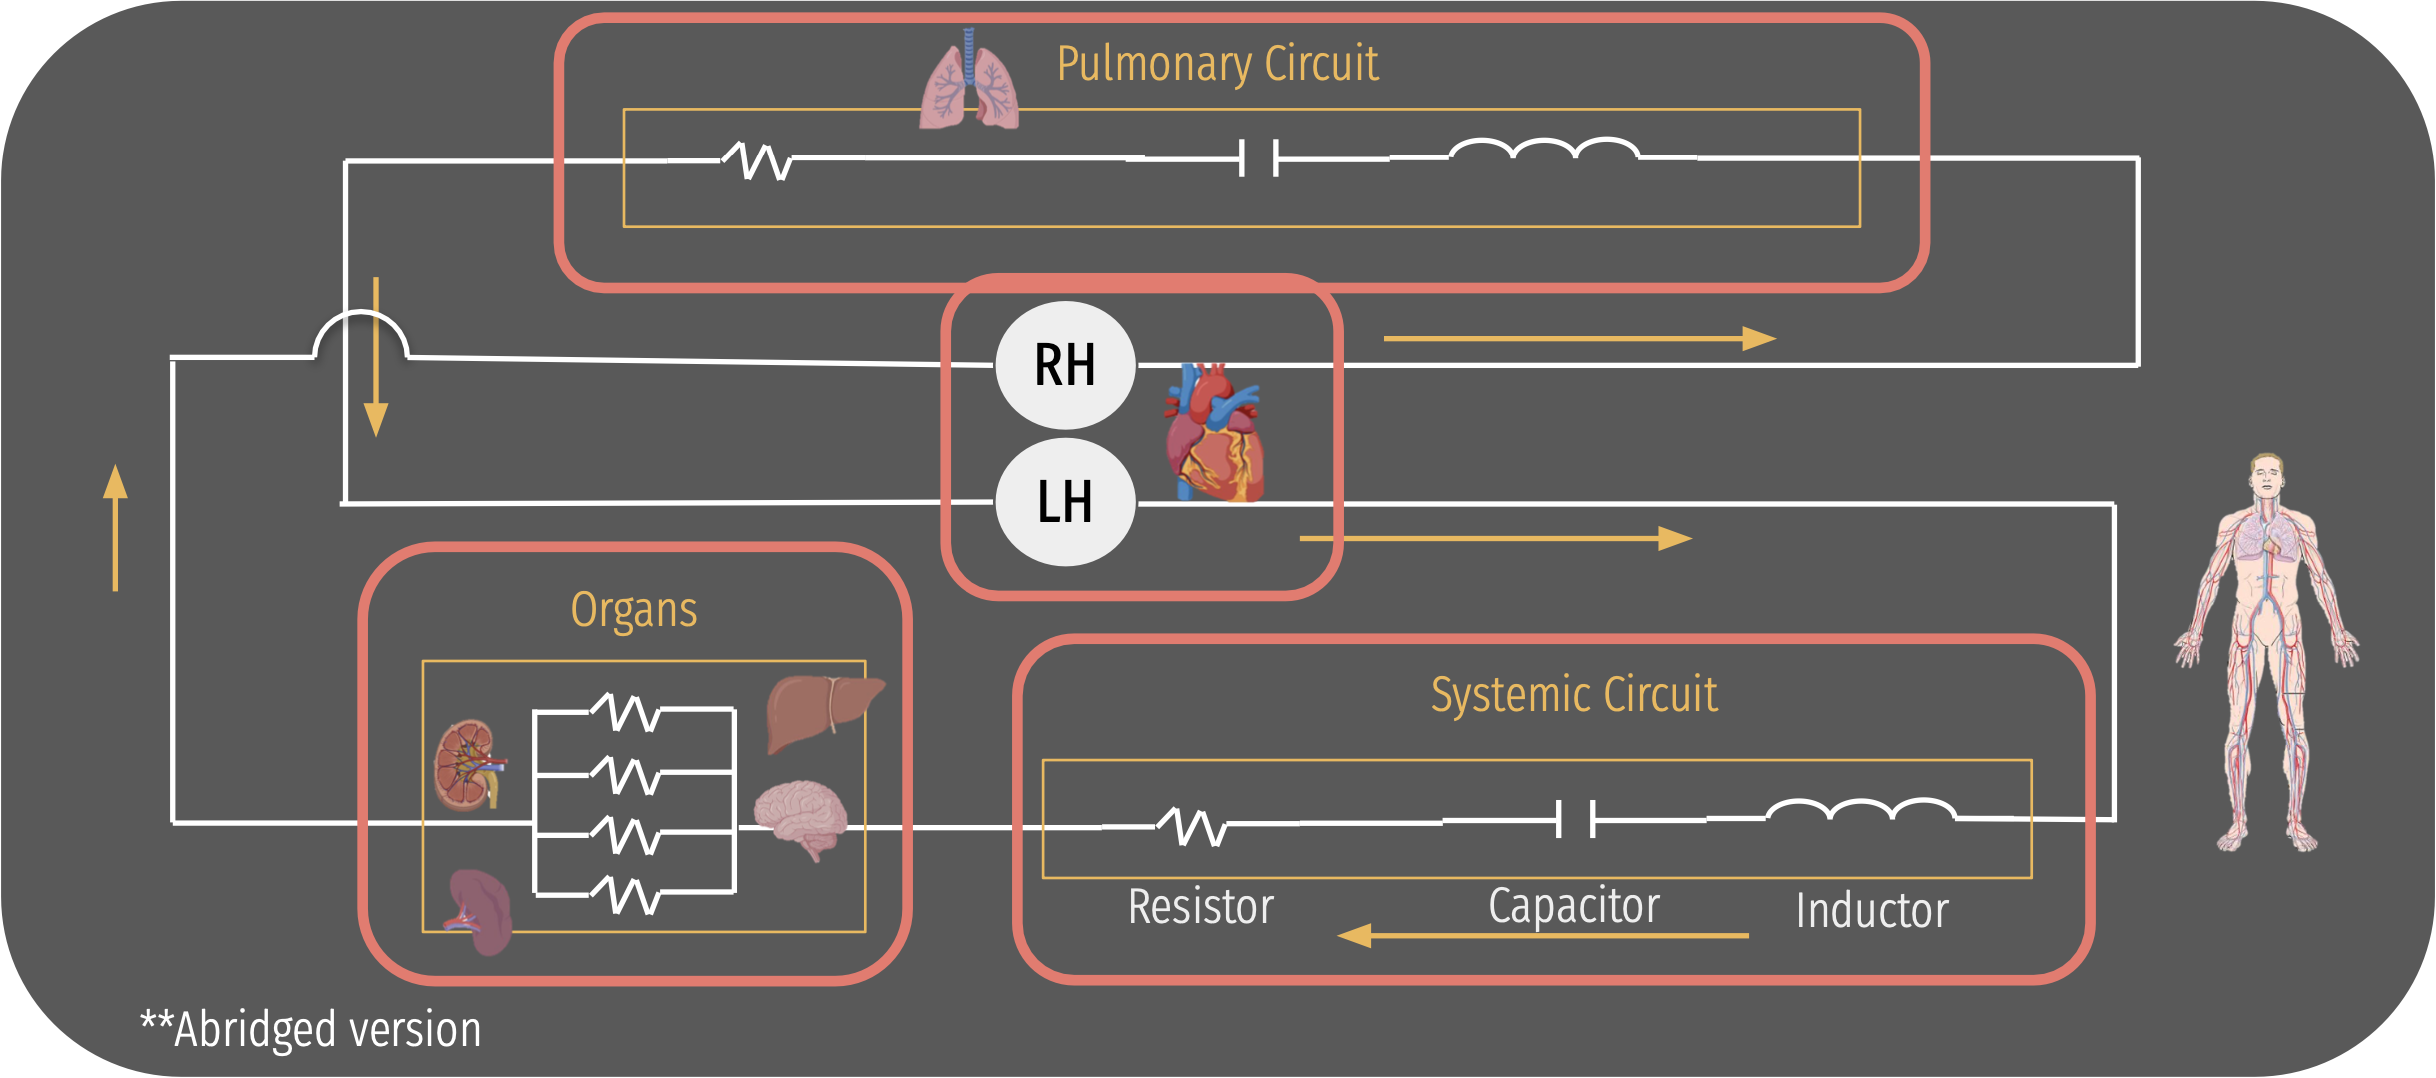 Pulmonary Circuit
RH
LH
Organs
Systemic Circuit
Resistor
Capacitor
Inductor
**Abridged version